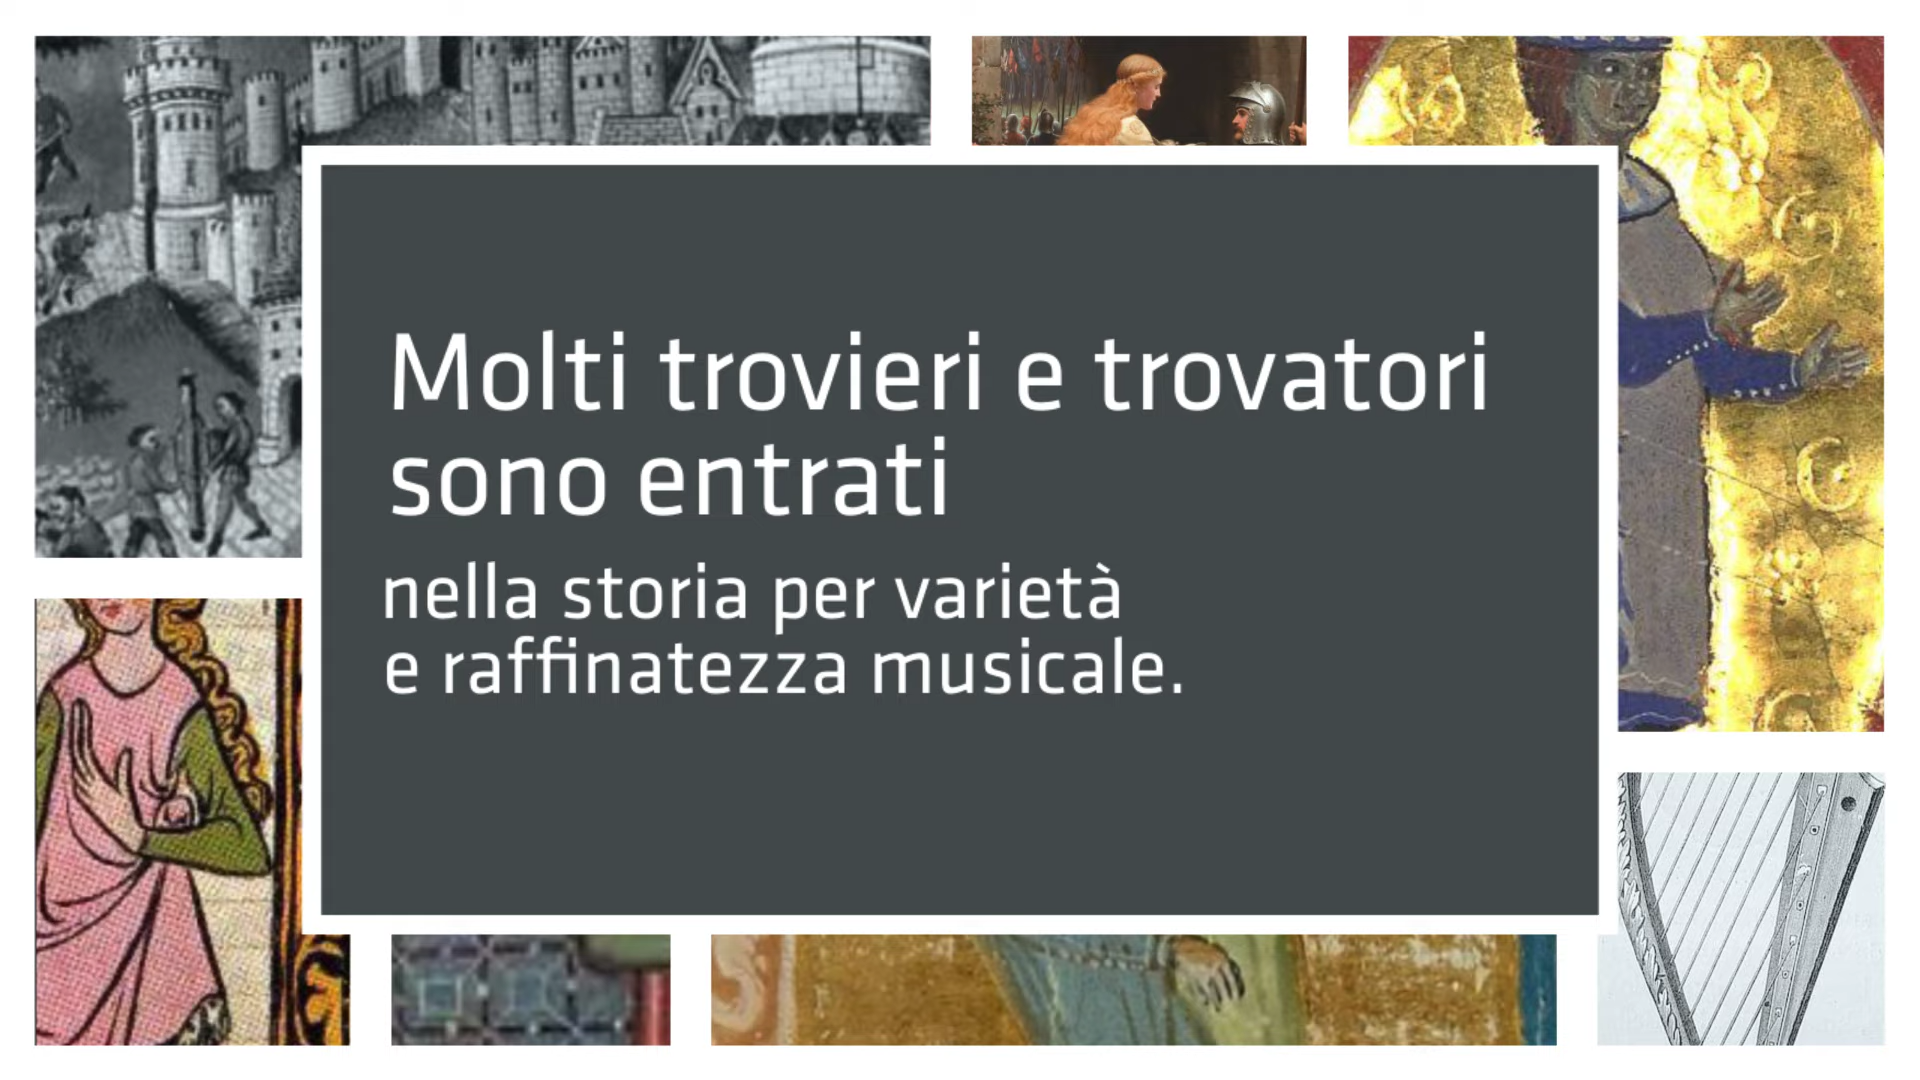 Molti trovieri e trovatori
sono entrati
nella storia per varietà
e raffinatezza musicale.